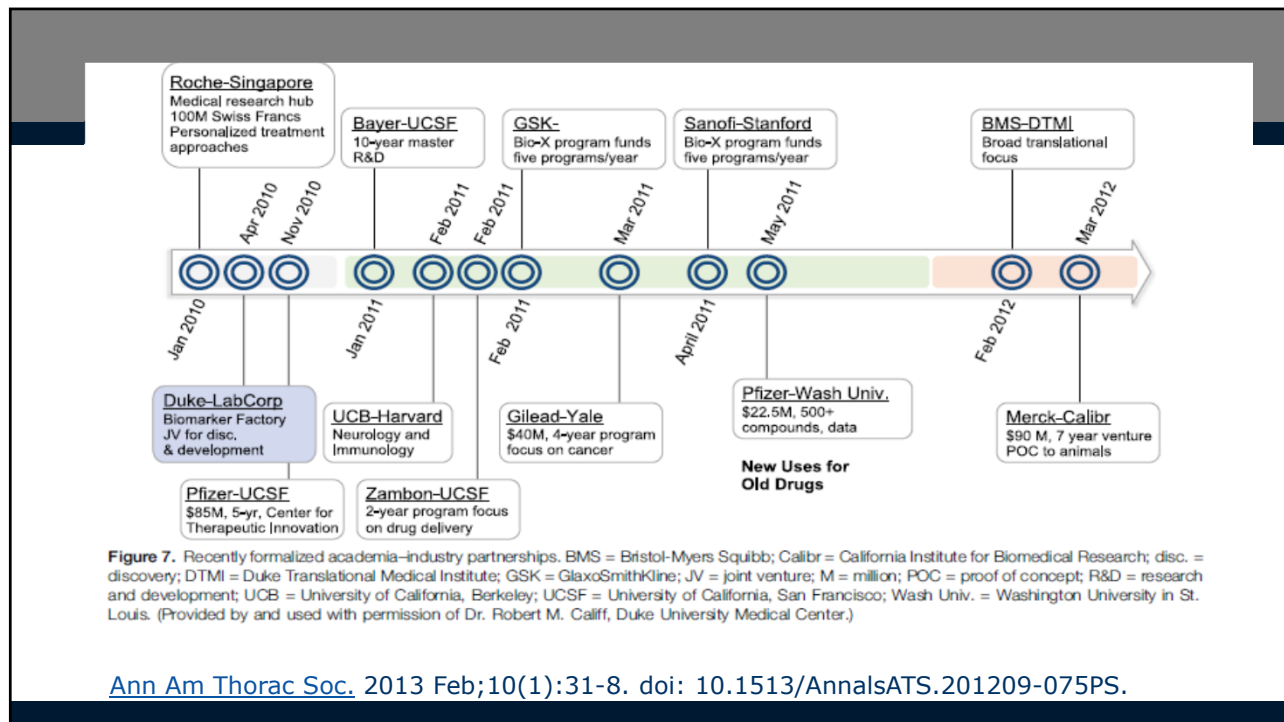 Roche-Singapore
Medical research hub
100M Swiss Francs
Personalized treatment
approaches
Bayer-UCSF
10-year master
R&D
GSK-
Bio-X program funds
five programs/year
Sanofi-Stanford
Bio-X program funds
five programs/year
BMS-DTMI
Broad translational
focus
Apr 2010
Nov 2010
Feb 2011
Feb 2011
Mar 2011
May 2011
Mar 2012
Jan 2010
Jan 2011
Feb 2011
April 2011
Feb 2012
Duke-LabCorp
Biomarker Factory
JV for disc.
& development
UCB-Harvard
Neurology and
Immunology
Gilead-Yale
$40M, 4-year program
focus on cancer
Pfizer-Wash Univ.
$22.5M, 500+
compounds, data
Merck-Calibr
$90 M, 7 year venture
POC to animals
New Uses for
Old Drugs
Pfizer-UCSF
$85M, 5-yr, Center for
Therapeutic Innovation
Zambon-UCSF
2-year program focus
on drug delivery
Figure 7. Recently formalized academia–industry partnerships. BMS = Bristol-Myers Squibb; Calibr = California Institute for Biomedical Research; disc. =
discovery; DTMI = Duke Translational Medical Institute; GSK = GlaxoSmithKline; JV = joint venture; M = million; POC = proof of concept; R&D = research
and development; UCB = University of California, Berkeley; UCSF = University of California, San Francisco; Wash Univ. = Washington University in St.
Louis. (Provided by and used with permission of Dr. Robert M. Califf, Duke University Medical Center.)
Ann Am Thorac Soc. 2013 Feb;10(1):31-8. doi: 10.1513/AnnalsATS.201209-075PS.